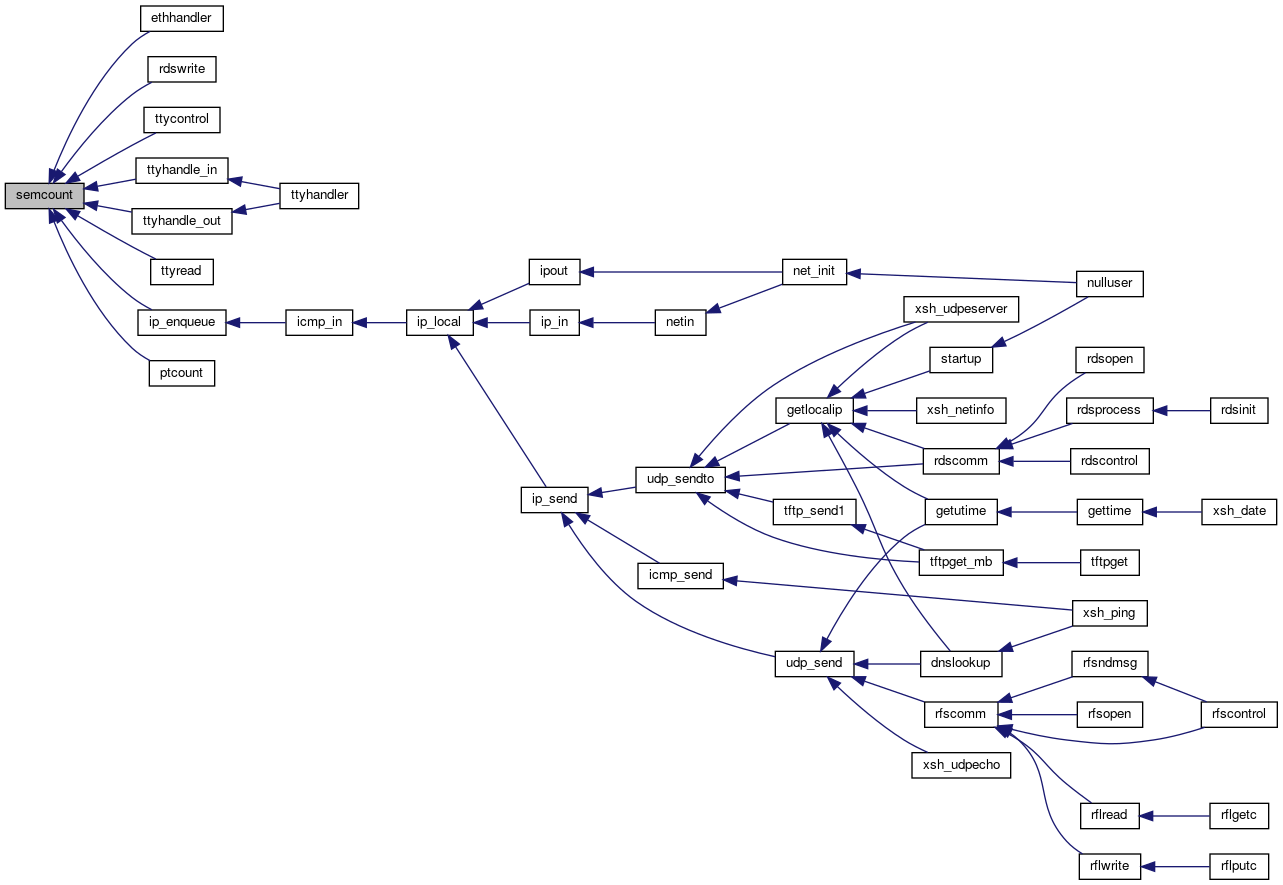 ethhandler
rdswrite
ttycontrol
ttyhandle_in
semcount
ttyhandler
ttyhandle_out
ttyread
ipout
net_init
nulluser
xsh_udpeserver
ip_enqueue
icmp_in
ip_local
ip_in
netin
startup
rdsopen
ptcount
getlocalip
xsh_netinfo
rdsprocess
rdsinit
rdscomm
rdscontrol
udp_sendto
ip_send
tftp_send1
getutime
gettime
xsh_date
tftpget_mb
tftpget
icmp_send
xsh_ping
udp_send
dnslookup
rfsndmsg
rfscomm
rfsopen
rfscontrol
xsh_udpecho
rflread
rflgetc
rflwrite
rflputc